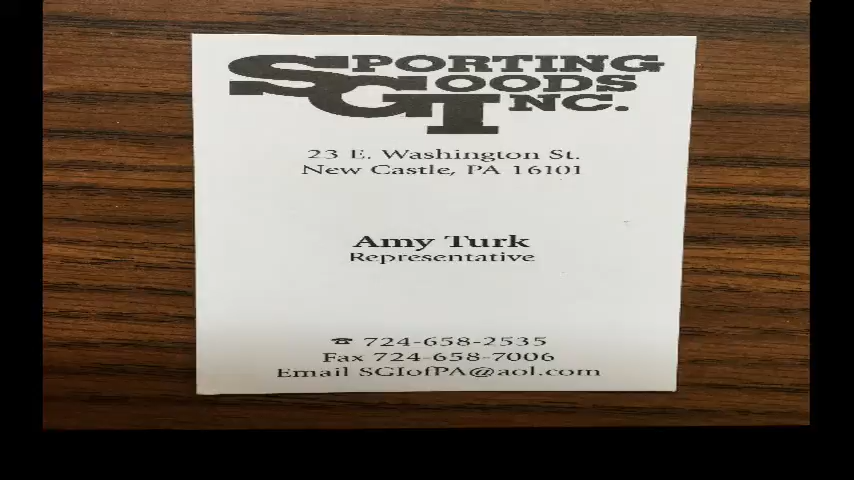 SPORTING
GOODS
INC.
23 E. Washington St.
New Castle, PA 16101
Amy Turk
Representative
☎ 724-658-2535
Fax 724-658-7006
Email SGIofPA@aol.com